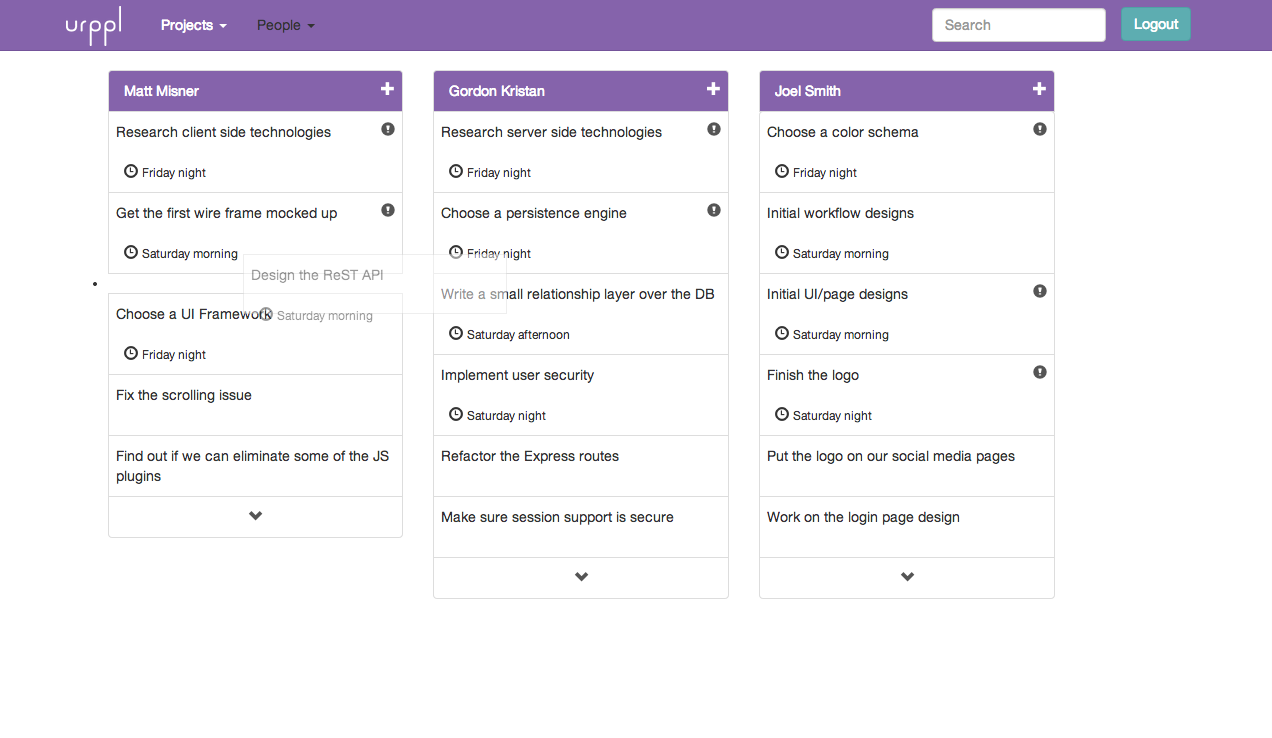 urppl
Projects
People
Search
Logout
Matt Misner
Research client side technologies
Friday night
Get the first wire frame mocked up
Saturday morning
Design the ReST API
Saturday morning
Choose a UI Framework
Friday night
Fix the scrolling issue
Find out if we can eliminate some of the JS
plugins
Gordon Kristan
Research server side technologies
Friday night
Choose a persistence engine
Friday night
Write a small relationship layer over the DB
Saturday afternoon
Implement user security
Saturday night
Refactor the Express routes
Make sure session support is secure
Joel Smith
Choose a color schema
Friday night
Initial workflow designs
Saturday morning
Initial UI/page designs
Saturday morning
Finish the logo
Saturday night
Put the logo on our social media pages
Work on the login page design